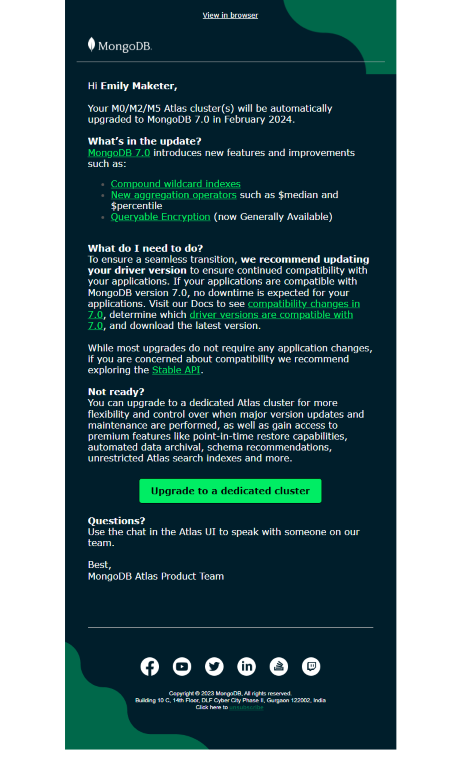 View in browser
MongoDB.
Hi Emily Maketer,
Your M0/M2/M5 Atlas cluster(s) will be automatically
upgraded to MongoDB 7.0 in February 2024.
What's in the update?
MongoDB 7.0 introduces new features and improvements
such as:
Compound wildcard indexes
New aggregation operators such as $median and
$percentile
Queryable Encryption (now Generally Available)
What do I need to do?
To ensure a seamless transition, we recommend updating
your driver version to ensure continued compatibility with
your applications. If your applications are compatible with
MongoDB version 7.0, no downtime is expected for your
applications. Visit our Docs to see compatibility changes in
7.0, determine which driver versions are compatible with
7.0, and download the latest version.
While most upgrades do not require any application changes,
if you are concerned about compatibility we recommend
exploring the Stable API.
Not ready?
You can upgrade to a dedicated Atlas cluster for more
flexibility and control over when major version updates and
maintenance are performed, as well as gain access to
premium features like point-in-time restore capabilities,
automated data archival, schema recommendations,
unrestricted Atlas search indexes and more.
Upgrade to a dedicated cluster
Questions?
Use the chat in the Atlas UI to speak with someone on our
team.
Best,
MongoDB Atlas Product Team
Copyright © 2023 MongoDB, All rights reserved.
Building 10 C, 14th Floor, DLF Cyber City Phase II, Gurgaon 122002, India
Click here to unsubscribe